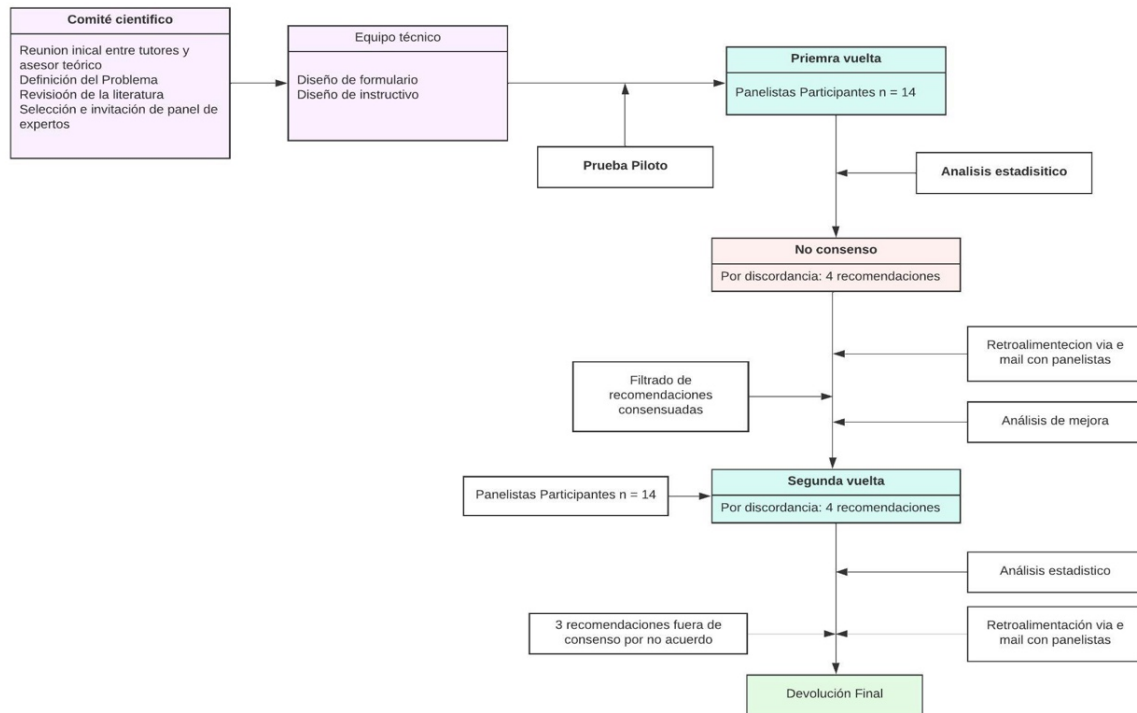 Comité cientifico
Reunion inical entre tutores y
asesor teórico
Definición del Problema
Revisióon de la literatura
Selección e invitación de panel de
expertos
Equipo técnico
Diseño de formulario
Diseño de instructivo
Priemra vuelta
Panelistas Participantes n = 14
Prueba Piloto
Analisis estadisitico
No consenso
Por discordancia: 4 recomendaciones
Retroalimentecion via e
mail con panelistas
Filtrado de
recomendaciones
consensuadas
Análisis de mejora
Segunda vuelta
Por discordancia: 4 recomendaciones
Panelistas Participantes n = 14
Análisis estadistico
3 recomendaciones fuera de
consenso por no acuerdo
Retroalimentación via e
mail con panelistas
Devolución Final